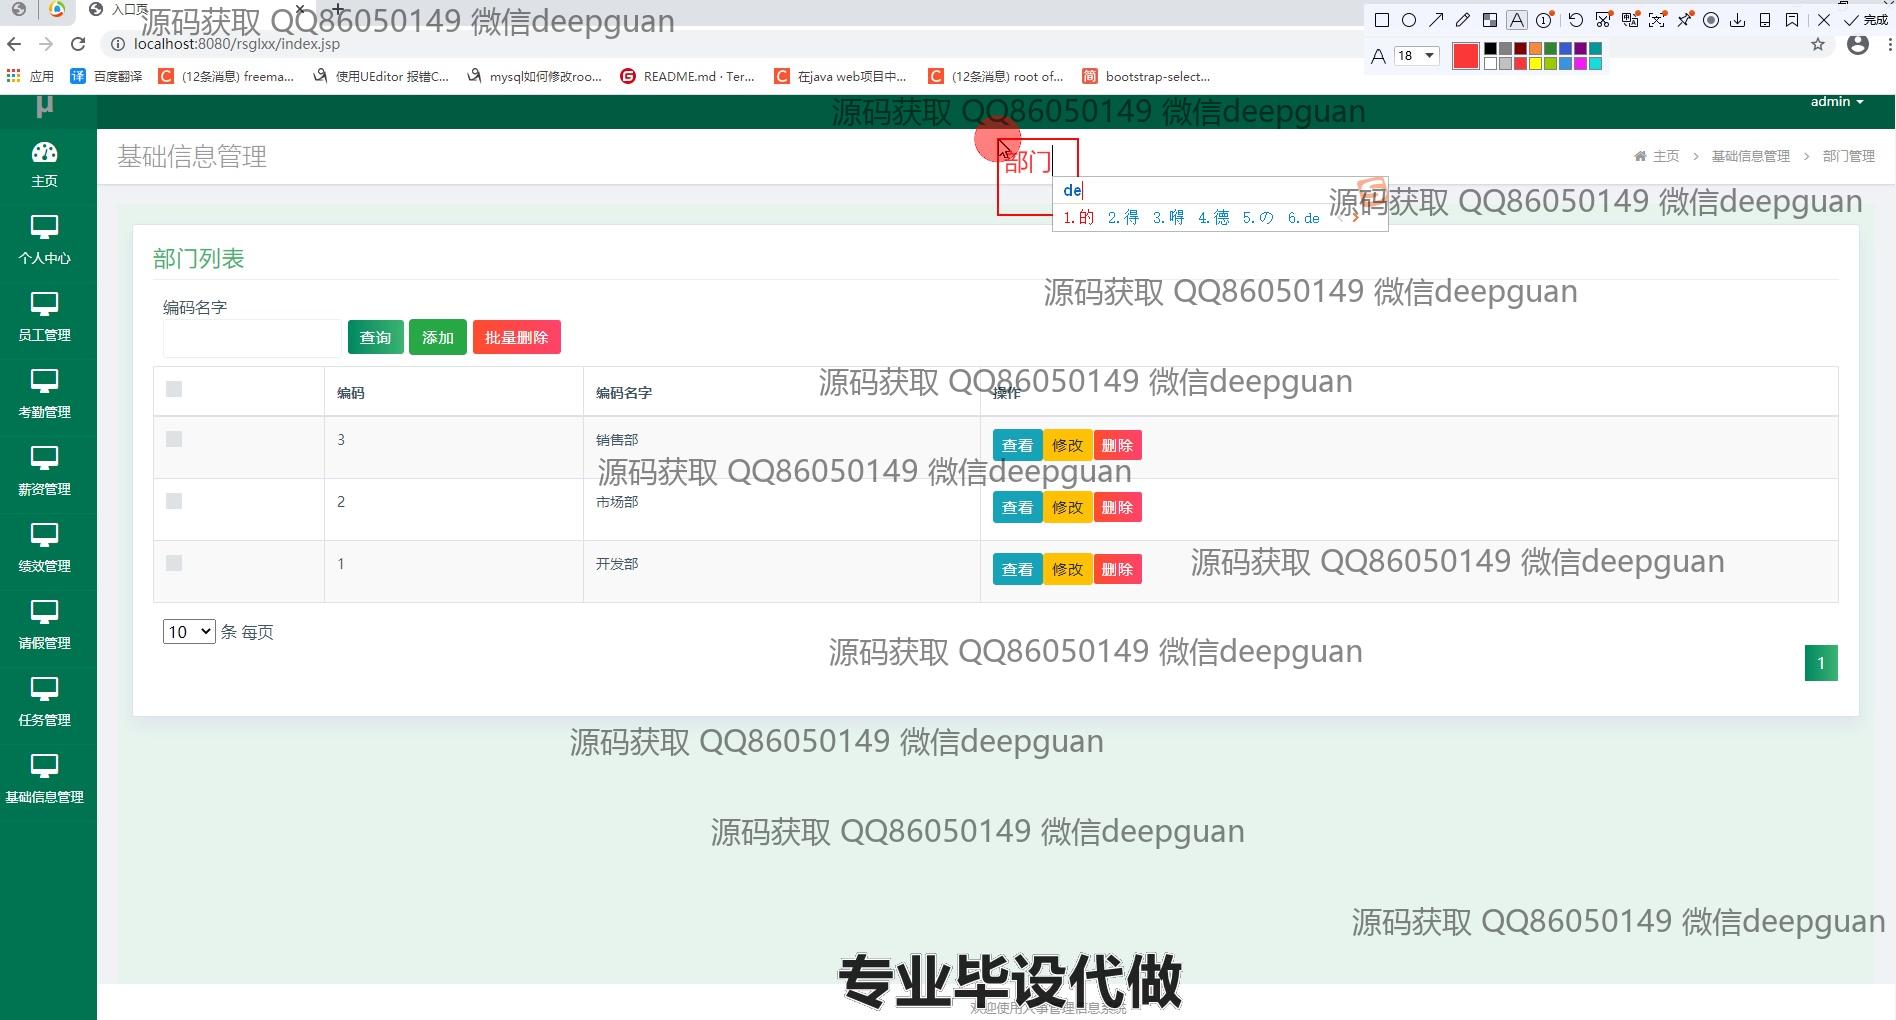 入口页
源码获取 QQ86050149 微信deepguan
完成
localhost:8080/rsglxx/index.jsp
A 18
应用 百度翻译 (12条消息) freema... 使用UEditor 报错C... mysql如何修改roo... README.md · Ter... 在java web项目中... (12条消息) root of... bootstrap-select...
μ
admin
源码获取 QQ86050149 微信deepguan
基础信息管理
部门
主页 > 基础信息管理 > 部门管理
de
1.的 2.得 3.嘚 4.德 5.の 6.de
源码获取 QQ86050149 微信deepguan
主页
个人中心
员工管理
考勤管理
薪资管理
绩效管理
请假管理
任务管理
基础信息管理
部门列表
源码获取 QQ86050149 微信deepguan
编码名字
查询 添加 批量删除
源码获取 QQ86050149 微信deepguan
编码 编码名字 操作
3 销售部 查看 修改 删除
源码获取 QQ86050149 微信deepguan
2 市场部 查看 修改 删除
1 开发部 查看 修改 删除
源码获取 QQ86050149 微信deepguan
10 条 每页
源码获取 QQ86050149 微信deepguan
1
源码获取 QQ86050149 微信deepguan
源码获取 QQ86050149 微信deepguan
源码获取 QQ86050149 微信deepguan
专业毕设代做
欢迎使用人事管理信息系统